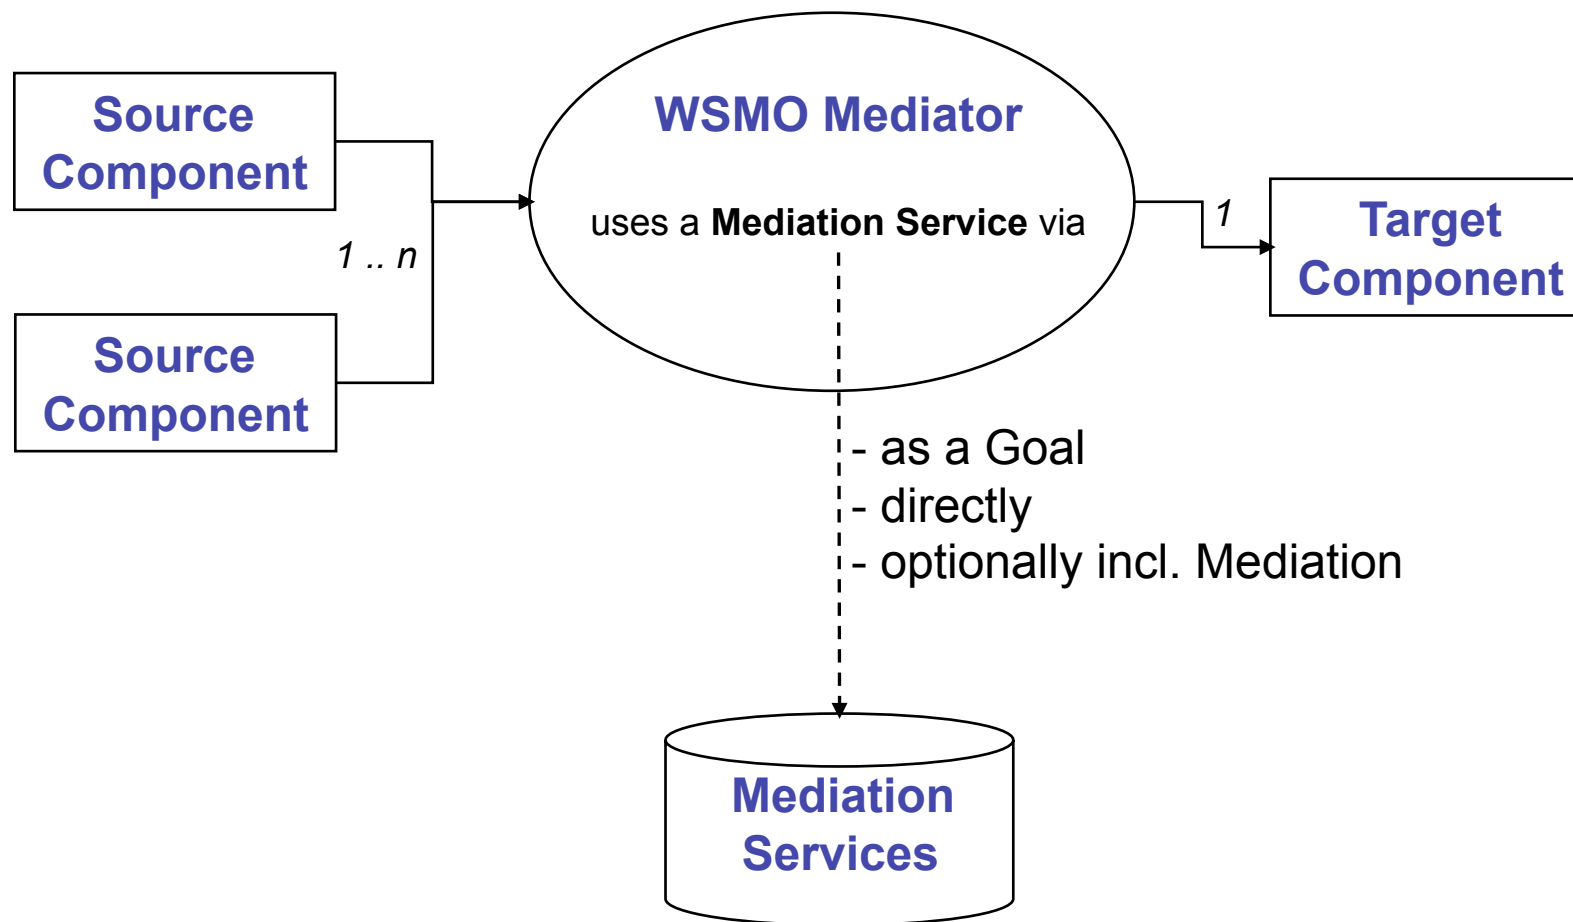 Source
Component
1 .. n
Source
Component
WSMO Mediator
uses a Mediation Service via
1
Target
Component
- as a Goal
- directly
- optionally incl. Mediation
Mediation
Services